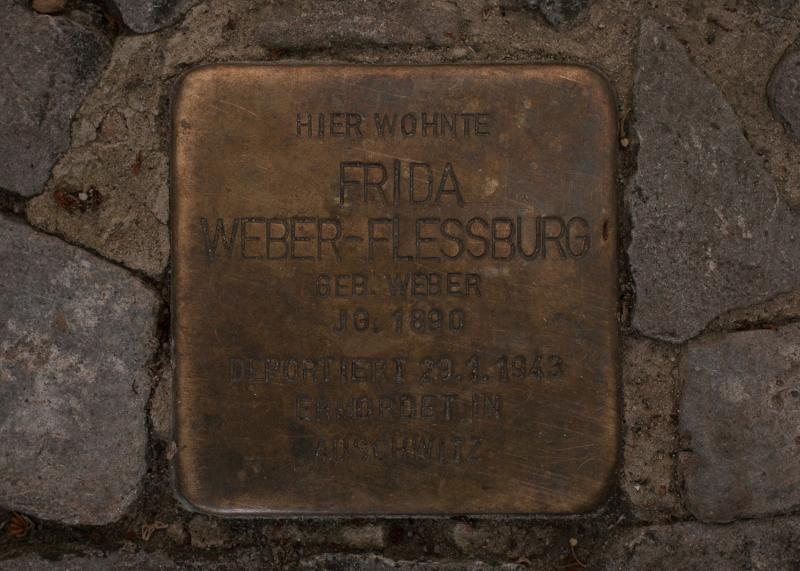 HIER WOHNTE
FRIDA
WEBER-FLESSBURG
GEB. WEBER
JG. 1890
DEPORTIERT 29.1.1943
ERMORDET IN
AUSCHWITZ